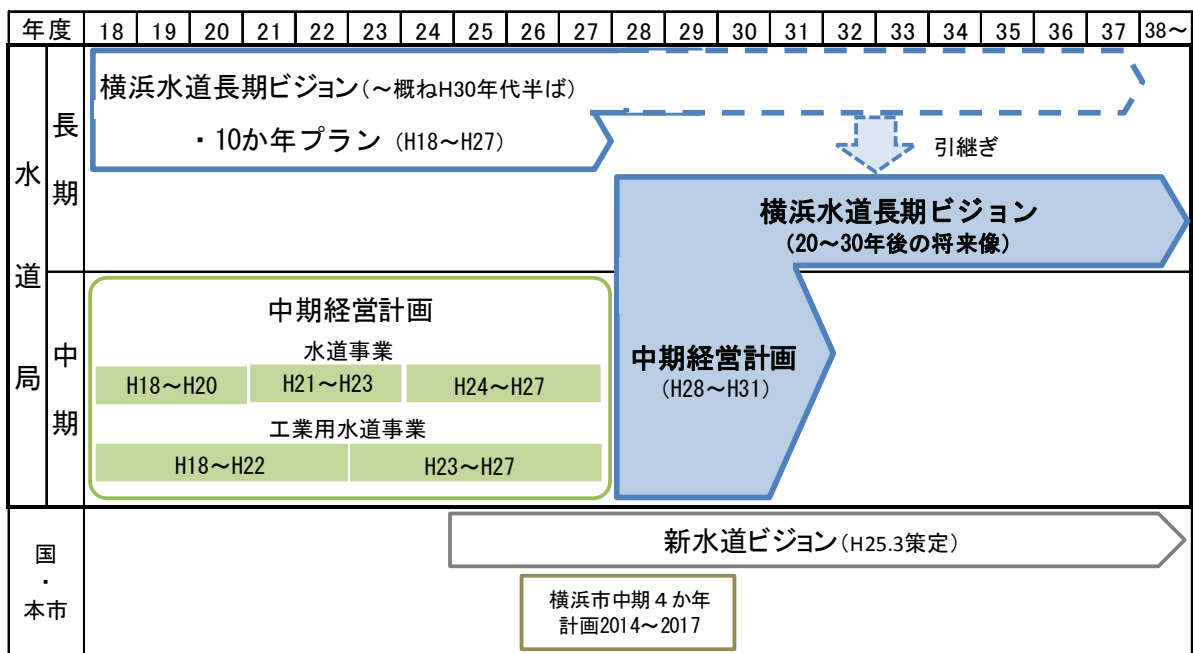 年度 18 19 20 21 22 23 24 25 26 27 28 29 30 31 32 33 34 35 36 37 38～
水道局
長期
横浜水道長期ビジョン(～概ねH30年代半ば)
・10か年プラン (H18～H27)
引継ぎ
横浜水道長期ビジョン
(20～30年後の将来像)
中期
中期経営計画
水道事業
H18～H20 H21～H23 H24～H27
工業用水道事業
H18～H22 H23～H27
中期経営計画
(H28～H31)
国・本市
新水道ビジョン(H25.3策定)
横浜市中期４か年
計画2014～2017